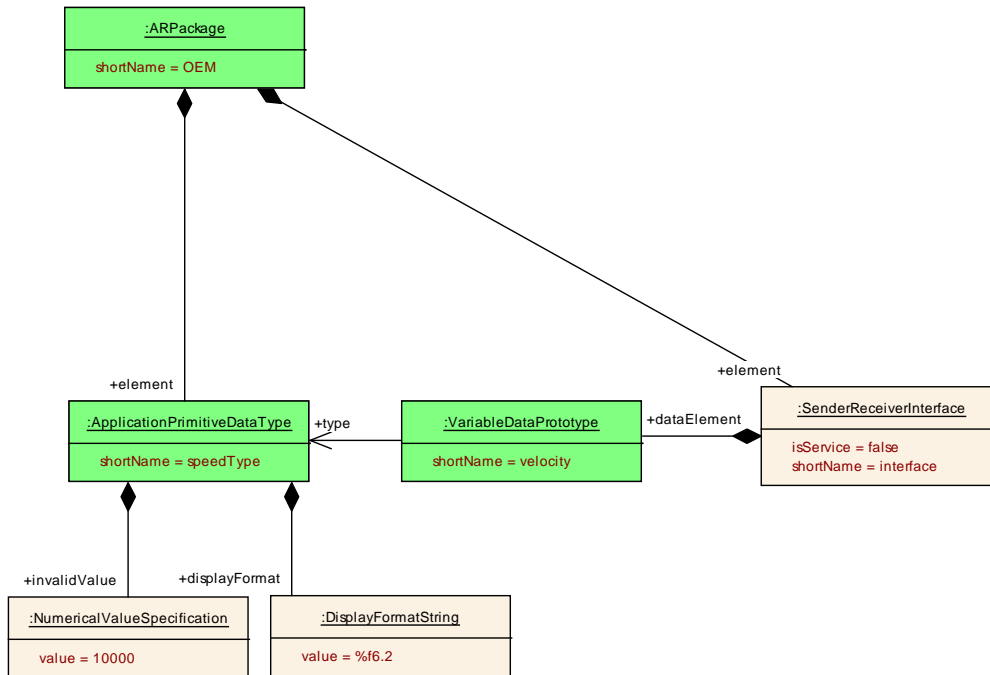 :ARPackage
shortName = OEM
+element
+element
:ApplicationPrimitiveDataType
shortName = speedType
+type
:VariableDataPrototype
shortName = velocity
+dataElement
:SenderReceiverInterface
isService = false
shortName = interface
+invalidValue
+displayFormat
:NumericalValueSpecification
value = 10000
:DisplayFormatString
value = %f6.2